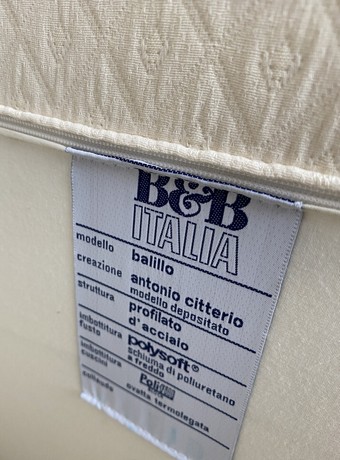 B&B
ITALIA
modello balillo
creazione antonio citterio
modello depositato
struttura profilato
d'acciaio
imbottitura polysoft®
fusto schiuma di poliuretano
a freddo
imbottitura
cuscini
ovatta termolegata